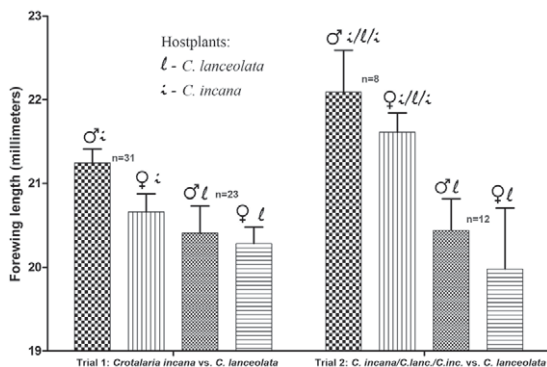 Forewing length (millimeters)
23
22
21
20
19
Hostplants:
l - C. lanceolata
i - C. incana
♂i
n=31
♀i
♂l
n=23
♀l
♂i/l/i
n=8
♀i/l/i
♂l
n=12
♀l
Trial 1: Crotalaria incana vs. C. lanceolata
Trial 2: C. incana/C.lanc./C.inc. vs. C. lanceolata